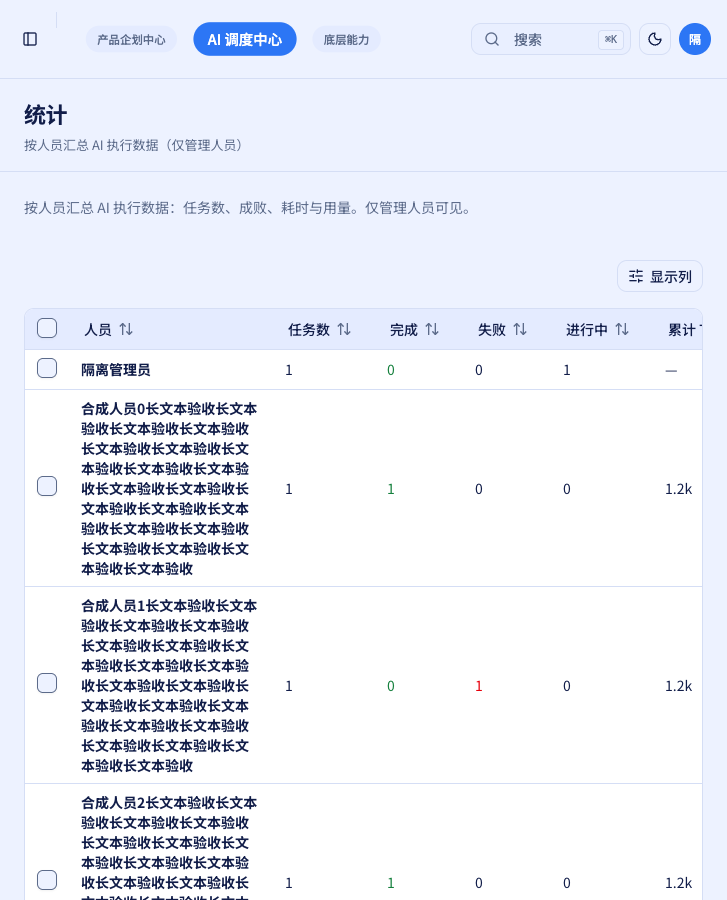 产品企划中心 AI 调度中心 底层能力 搜索 ⌘K 隔
统计
按人员汇总 AI 执行数据（仅管理人员）
按人员汇总 AI 执行数据：任务数、成败、耗时与用量。仅管理人员可见。
显示列
人员 任务数 完成 失败 进行中 累计
隔离管理员 1 0 0 1 —
合成人员0长文本验收长文本
验收长文本验收长文本验收
长文本验收长文本验收长文
本验收长文本验收长文本验
收长文本验收长文本验收长
文本验收长文本验收长文本
验收长文本验收长文本验收
长文本验收长文本验收长文
本验收长文本验收
1 1 0 0 1.2k
合成人员1长文本验收长文本
验收长文本验收长文本验收
长文本验收长文本验收长文
本验收长文本验收长文本验
收长文本验收长文本验收长
文本验收长文本验收长文本
验收长文本验收长文本验收
长文本验收长文本验收长文
本验收长文本验收
1 0 1 0 1.2k
合成人员2长文本验收长文本
验收长文本验收长文本验收
长文本验收长文本验收长文
本验收长文本验收长文本验
收长文本验收长文本验收长
1 1 0 0 1.2k